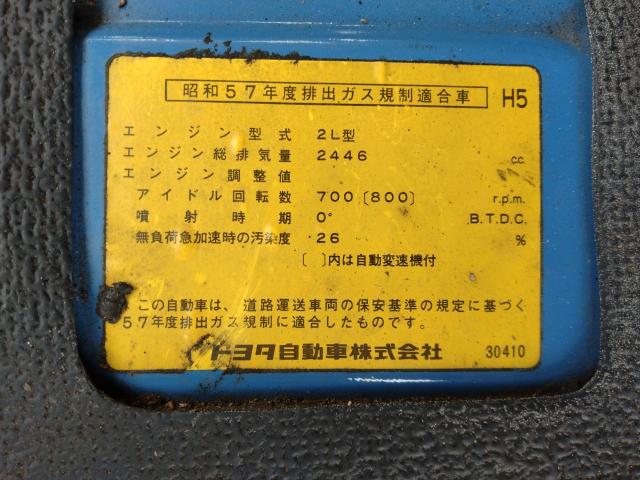 昭和57年度排出ガス規制適合車 H5
エンジン型式 2L型
エンジン総排気量 2446 cc
エンジン調整値
アイドル回転数 700〔800〕 r.p.m.
噴射時期 0° B.T.D.C.
無負荷急加速時の汚染度 26 %
〔 〕内は自動変速機付
この自動車は、道路運送車両の保安基準の規定に基づく
57年度排出ガス規制に適合したものです。
トヨタ自動車株式会社 30410